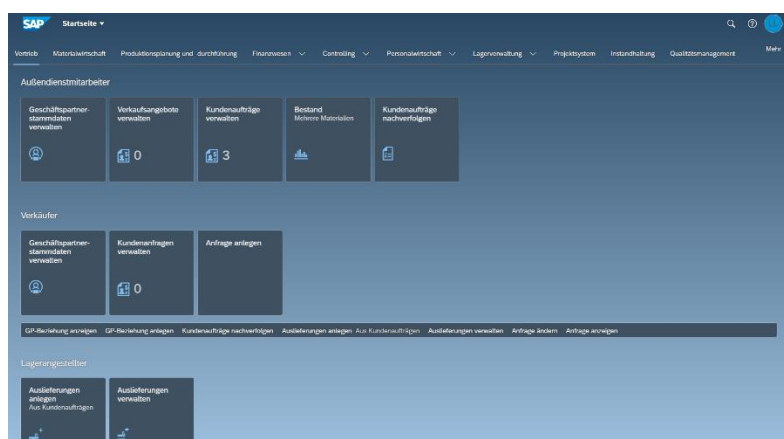 SAP Startseite
Vertrieb Materialwirtschaft Produktionsplanung und -durchführung Finanzwesen Controlling Personalwirtschaft Lagerverwaltung Projektsystem Instandhaltung Qualitätsmanagement Mehr
Außendienstmitarbeiter
Geschäftspartner-
stammdaten
verwalten
Verkaufsangebote
verwalten
0
Kundenaufträge
verwalten
3
Bestand
Mehrere Materialien
Kundenaufträge
nachverfolgen
Verkäufer
Geschäftspartner-
stammdaten
verwalten
Kundenanfragen
verwalten
0
Anfrage anlegen
GP-Beziehung anzeigen GP-Beziehung anlegen Kundenaufträge nachverfolgen Auslieferungen anlegen Aus Kundenaufträgen Auslieferungen verwalten Anfrage ändern Anfrage anzeigen
Lagerangestellter
Auslieferungen
anlegen
Aus Kundenaufträgen
Auslieferungen
verwalten